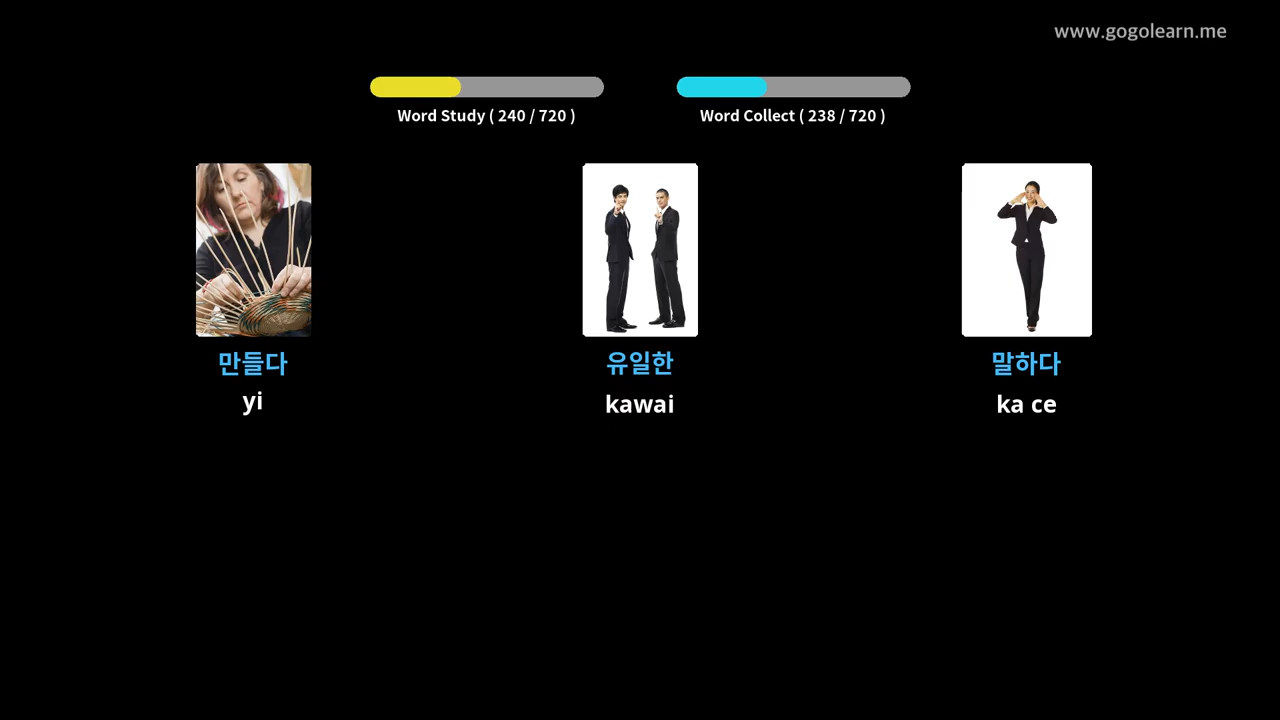 www.gogolearn.me
Word Study ( 240 / 720 )
Word Collect ( 238 / 720 )
만들다
유일한
말하다
yi
kawai
ka ce